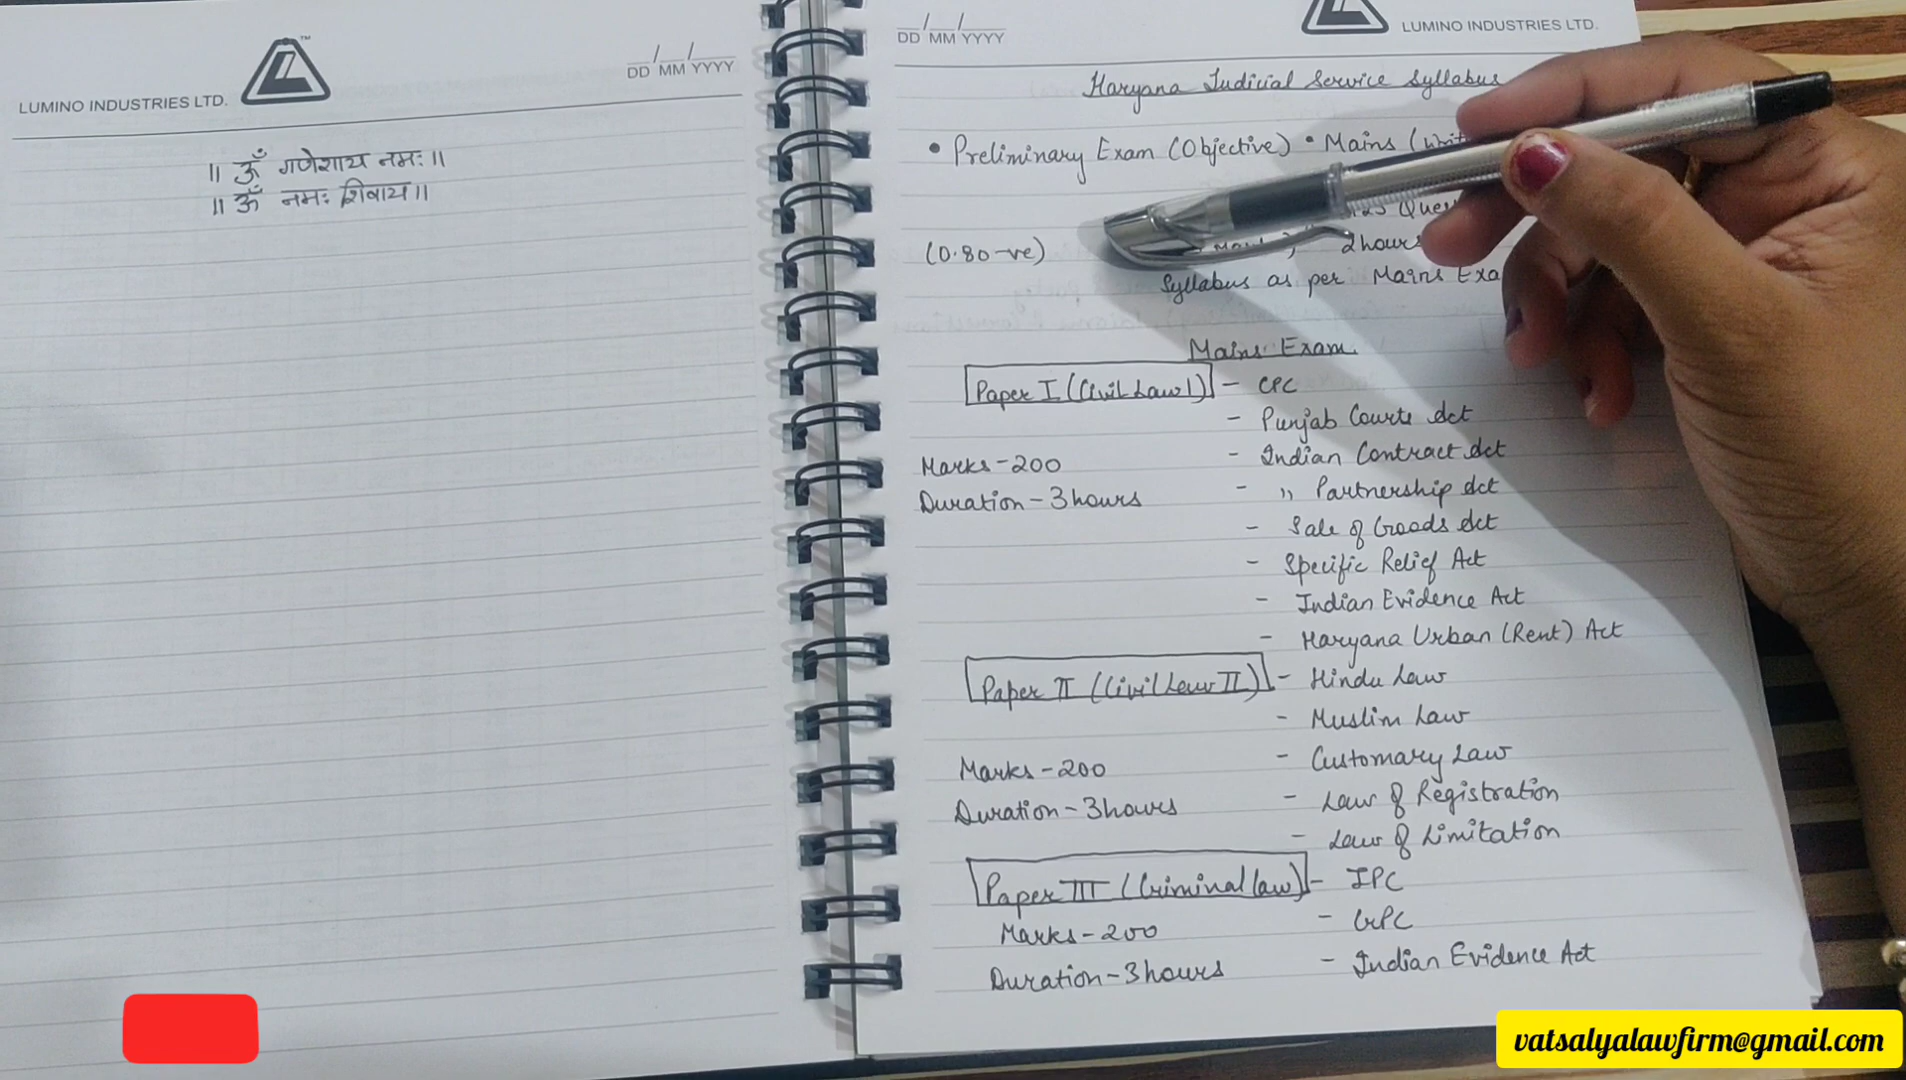 LUMINO INDUSTRIES LTD.
™
DD MM YYYY
॥ ॐ गणेशाय नमः॥
॥ ॐ नमः शिवाय॥
DD MM YYYY
LUMINO INDUSTRIES LTD.
Haryana Judicial Service Syllabus
• Preliminary Exam (Objective) • Mains
125
(0.80-ve) 2 hours
Syllabus as per Mains
Mains Exam
Paper I (Civil Law I) - CPC
- Punjab Courts Act
Marks - 200 - Indian Contract Act
Duration - 3 hours - ,, Partnership Act
- Sale of Goods Act
- Specific Relief Act
- Indian Evidence Act
- Haryana Urban (Rent) Act
Paper II (Civil Law II) - Hindu Law
- Muslim Law
Marks - 200 - Customary Law
Duration - 3 hours - Law of Registration
- Law of Limitation
Paper III (Criminal Law) - IPC
Marks - 200 - CrPC
Duration - 3 hours - Indian Evidence Act
vatsalyalawfirm@gmail.com